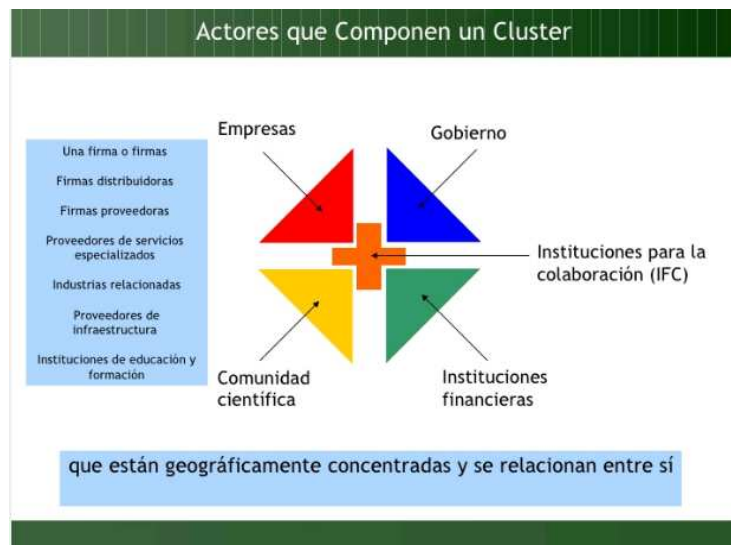 Actores que Componen un Cluster
Empresas
Gobierno
Una firma o firmas
Firmas distribuidoras
Firmas proveedoras
Proveedores de servicios
especializados
Industrias relacionadas
Proveedores de
infraestructura
Instituciones de educación y
formación
Instituciones para la
colaboración (IFC)
Comunidad
científica
Instituciones
financieras
que están geográficamente concentradas y se relacionan entre sí